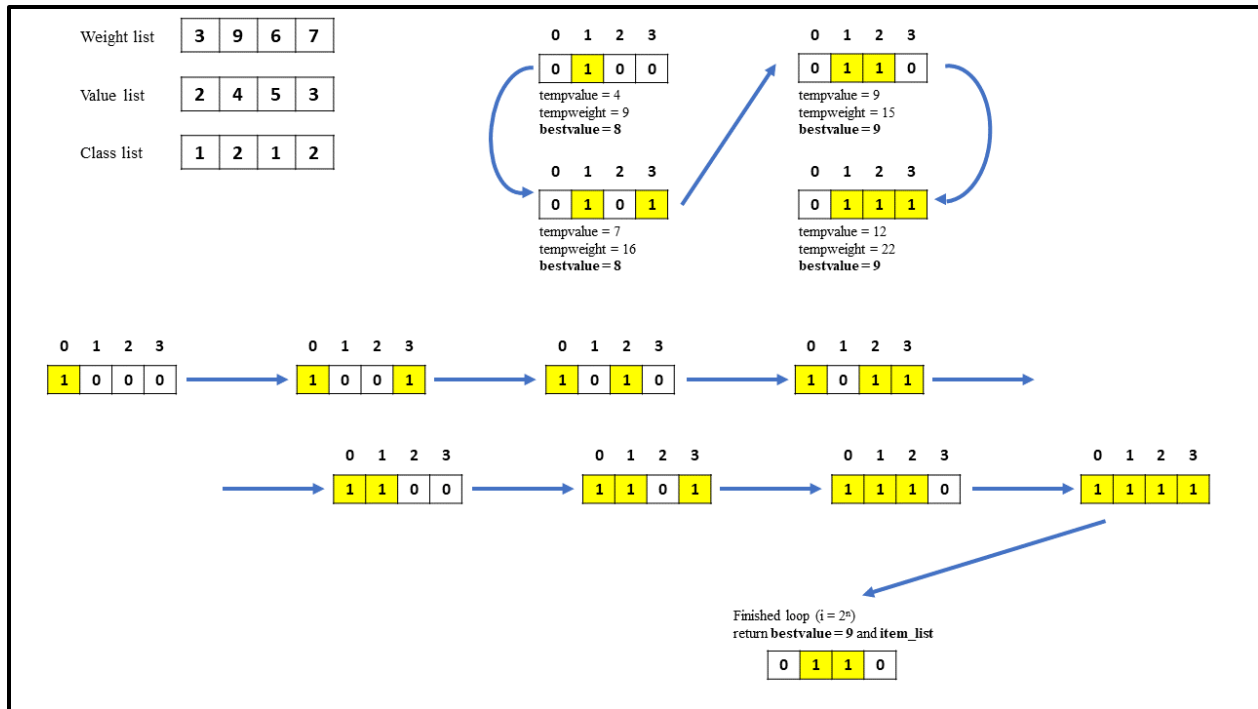 Weight list 3 9 6 7
Value list 2 4 5 3
Class list 1 2 1 2
0 1 2 3
0 1 0 0
tempvalue = 4
tempweight = 9
bestvalue = 8
0 1 2 3
0 1 0 1
tempvalue = 7
tempweight = 16
bestvalue = 8
0 1 2 3
0 1 1 0
tempvalue = 9
tempweight = 15
bestvalue = 9
0 1 2 3
0 1 1 1
tempvalue = 12
tempweight = 22
bestvalue = 9
0 1 2 3
1 0 0 0
0 1 2 3
1 0 0 1
0 1 2 3
1 0 1 0
0 1 2 3
1 0 1 1
0 1 2 3
1 1 0 0
0 1 2 3
1 1 0 1
0 1 2 3
1 1 1 0
0 1 2 3
1 1 1 1
Finished loop (i = 2ⁿ)
return bestvalue = 9 and item_list
0 1 1 0